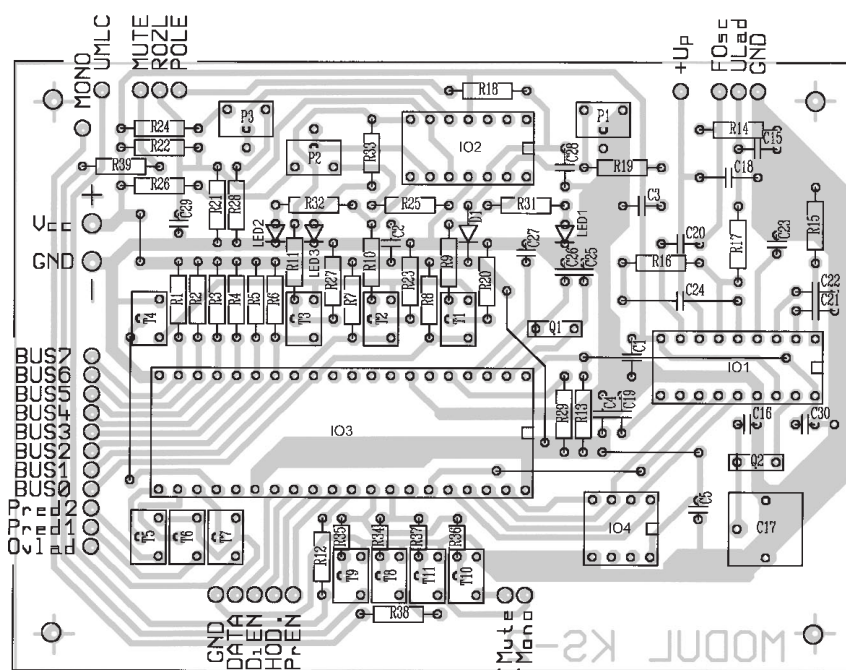 MONO
UMLC
MUTE
ROZL
POLE
+Up
FOsc
ULad
GND
R18
P3
P1
R24
R22
R39
R26
P2
R33
IO2
C28
R19
R14
C15
C18
+
C29
R21
R28
R32
R25
R31
C3
LED2
LED3
C2
D1
LED1
C20
R17
C23
R15
Vcc
GND
-
R11
R27
R10
R23
R9
R20
C27
C26
C25
R16
C24
C22
C21
T4
R1
R2
R3
R4
R5
R6
T3
R7
T2
R8
T1
Q1
C1
IO1
BUS7
BUS6
BUS5
BUS4
BUS3
BUS2
BUS1
BUS0
Pred2
Pred1
Ovlad
IO3
R29
R13
C4
C19
C16
C30
Q2
IO4
C5
C17
T5
T6
T7
R12
R35
R34
R37
R36
T9
T8
T11
T10
R38
GND
DATA
DiEN
HOD.
PrEN
Mute
Mono
MODUL KS-